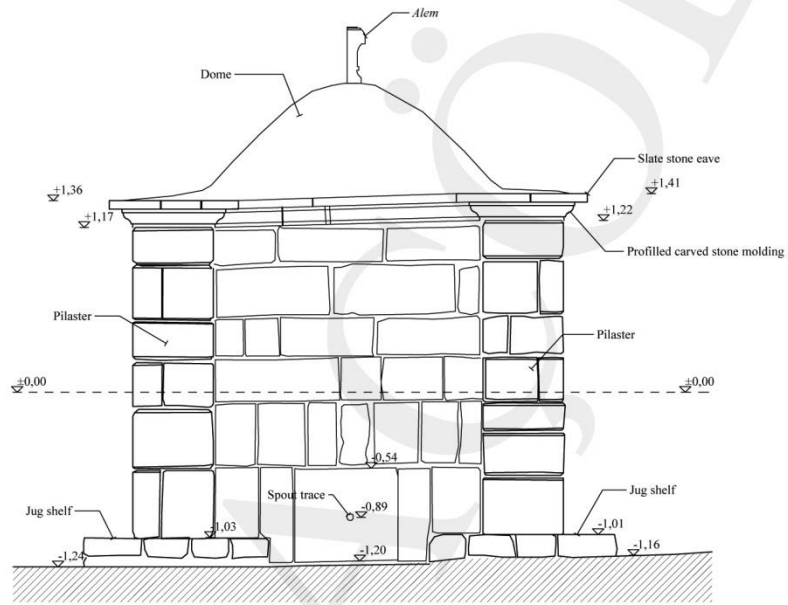 Alem
Dome
Slate stone eave
+1,36
+1,41
+1,17
+1,22
Profilled carved stone molding
Pilaster
Pilaster
±0,00
±0,00
-0,54
Spout trace
-0,89
Jug shelf
Jug shelf
-1,03
-1,01
-1,24
-1,20
-1,16